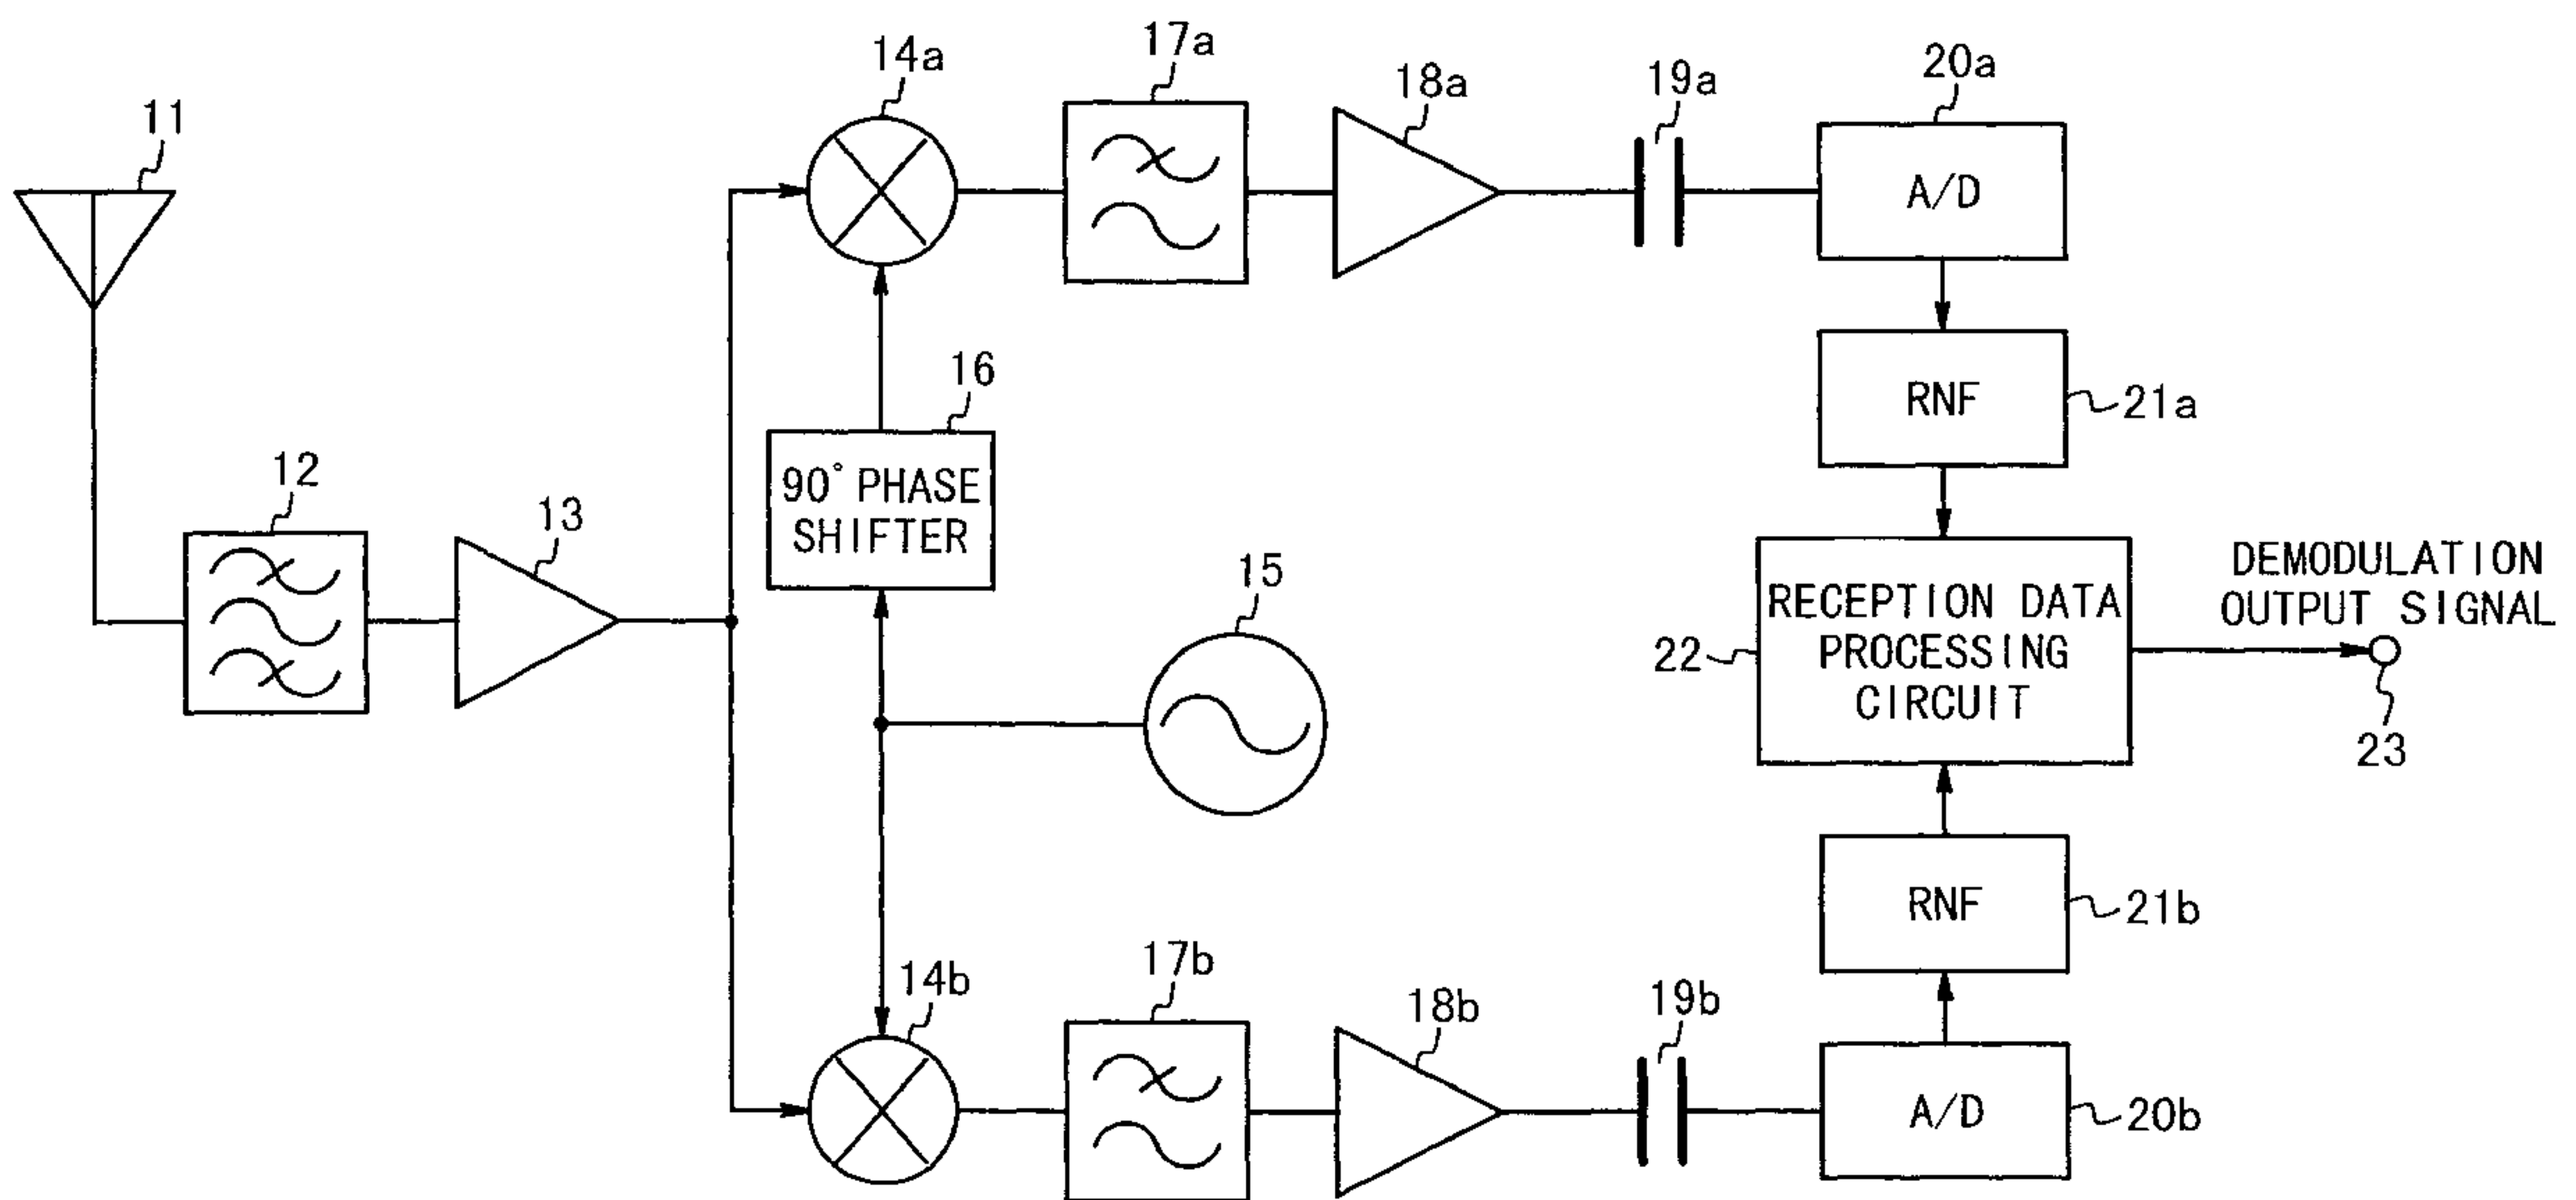 11
12
13
14a
90° PHASE
SHIFTER
16
15
14b
17a
18a
19a
20a
A/D
RNF
21a
RECEPTION DATA
PROCESSING
CIRCUIT
22
DEMODULATION
OUTPUT SIGNAL
23
RNF
21b
17b
18b
19b
A/D
20b